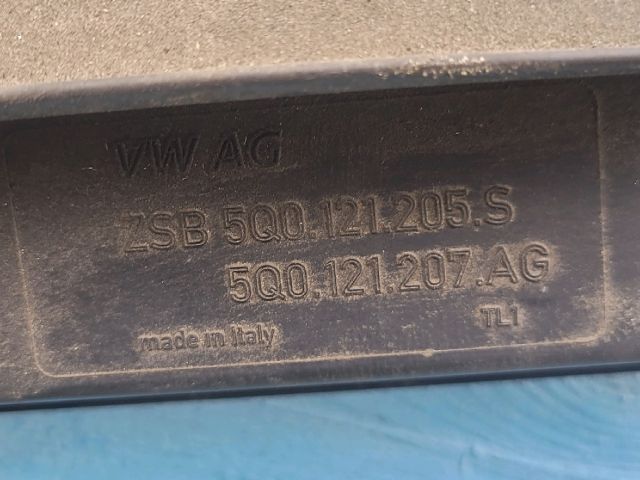 VW AG
ZSB 5Q0.121.205.S
5Q0.121.207.AG
TL1
made in Italy